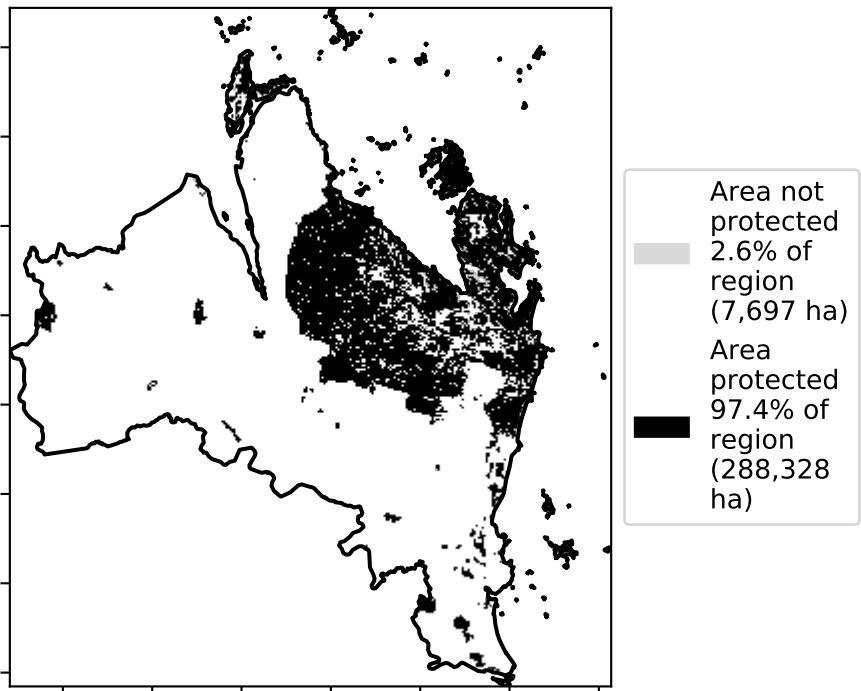 Area not
protected
2.6% of
region
(7,697 ha)
Area
protected
97.4% of
region
(288,328
ha)